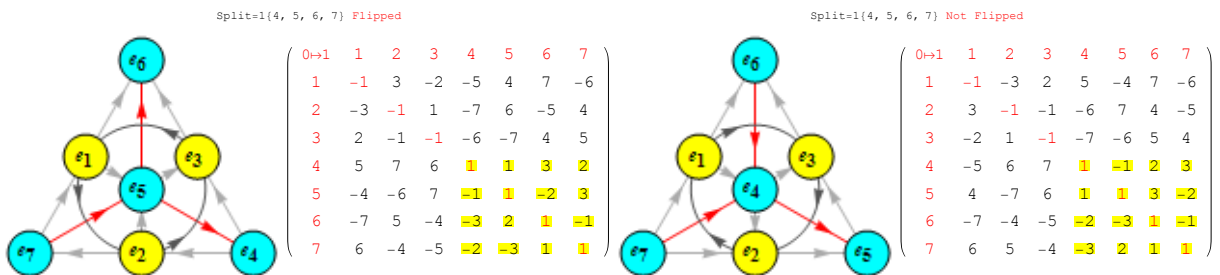 Split=1{4, 5, 6, 7} Flipped
e6
e1
e3
e5
e7
e2
e4
0↦1 1 2 3 4 5 6 7
1 -1 3 -2 -5 4 7 -6
2 -3 -1 1 -7 6 -5 4
3 2 -1 -1 -6 -7 4 5
4 5 7 6 1 1 3 2
5 -4 -6 7 -1 1 -2 3
6 -7 5 -4 -3 2 1 -1
7 6 -4 -5 -2 -3 1 1
Split=1{4, 5, 6, 7} Not Flipped
e6
e1
e3
e4
e7
e2
e5
0↦1 1 2 3 4 5 6 7
1 -1 -3 2 5 -4 7 -6
2 3 -1 -1 -6 7 4 -5
3 -2 1 -1 -7 -6 5 4
4 -5 6 7 1 -1 2 3
5 4 -7 6 1 1 3 -2
6 -7 -4 -5 -2 -3 1 -1
7 6 5 -4 -3 2 1 1